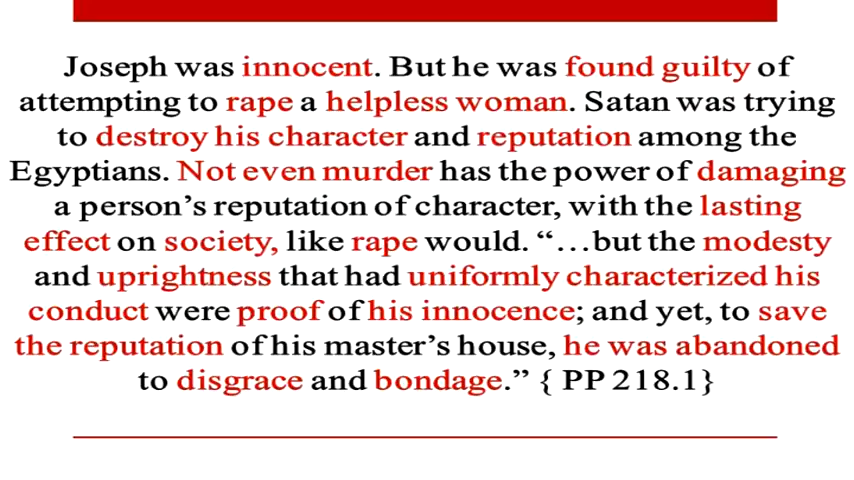 Joseph was innocent. But he was found guilty of
attempting to rape a helpless woman. Satan was trying
to destroy his character and reputation among the
Egyptians. Not even murder has the power of damaging
a person’s reputation of character, with the lasting
effect on society, like rape would. “…but the modesty
and uprightness that had uniformly characterized his
conduct were proof of his innocence; and yet, to save
the reputation of his master’s house, he was abandoned
to disgrace and bondage.” { PP 218.1}